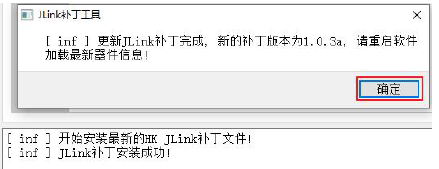 JLink补丁工具
[ inf ] 更新JLink补丁完成, 新的补丁版本为1.0.3a, 请重启软件
加载最新器件信息!
确定
[ inf ] 开始安装最新的HK JLink补丁文件!
[ inf ] JLink补丁安装成功!